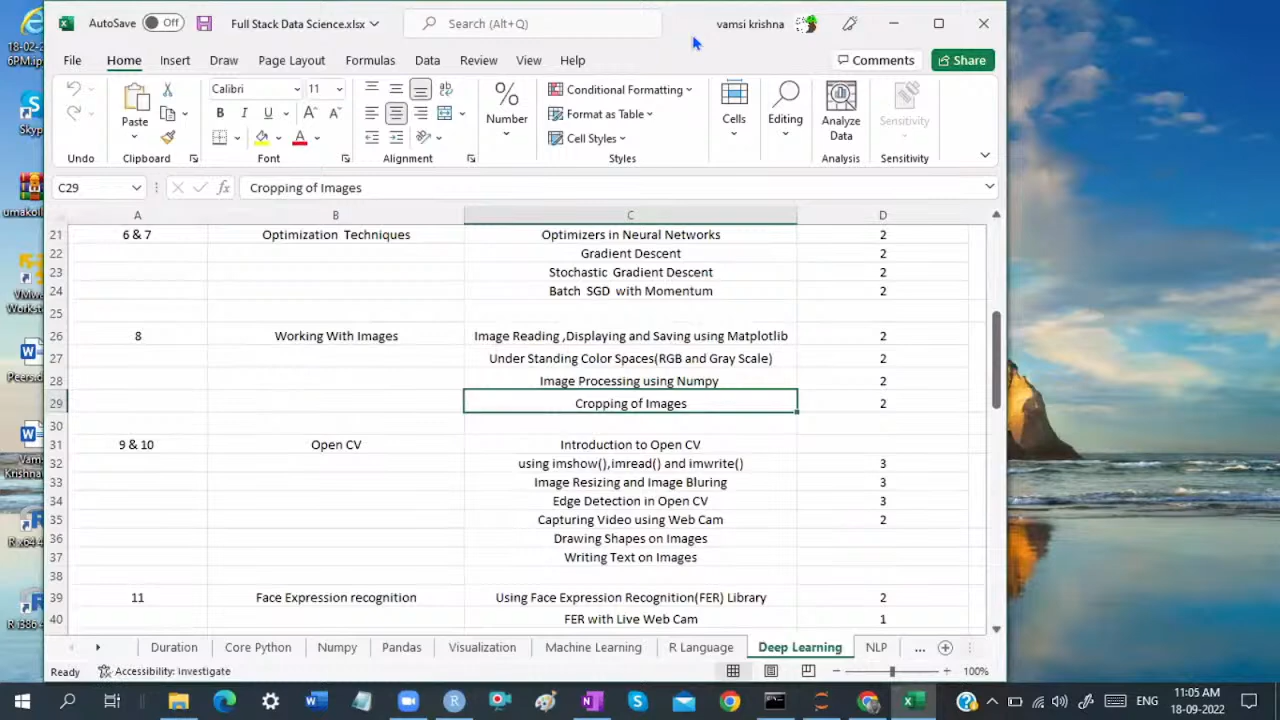 AutoSave Off Full Stack Data Science.xlsx Search (Alt+Q) vamsi krishna
File Home Insert Draw Page Layout Formulas Data Review View Help Comments Share
Calibri 11
B I U
Paste
Number
Conditional Formatting
Format as Table
Cell Styles
Cells
Editing
Analyze Data
Sensitivity
Undo Clipboard Font Alignment Styles Analysis Sensitivity
C29 fx Cropping of Images
A B C D
21 6 & 7 Optimization Techniques Optimizers in Neural Networks 2
22 Gradient Descent 2
23 Stochastic Gradient Descent 2
24 Batch SGD with Momentum 2
25
26 8 Working With Images Image Reading ,Displaying and Saving using Matplotlib 2
27 Under Standing Color Spaces(RGB and Gray Scale) 2
28 Image Processing using Numpy 2
29 Cropping of Images 2
30
31 9 & 10 Open CV Introduction to Open CV
32 using imshow(),imread() and imwrite() 3
33 Image Resizing and Image Bluring 3
34 Edge Detection in Open CV 3
35 Capturing Video using Web Cam 2
36 Drawing Shapes on Images
37 Writing Text on Images
38
39 11 Face Expression recognition Using Face Expression Recognition(FER) Library 2
40 FER with Live Web Cam 1
Duration Core Python Numpy Pandas Visualization Machine Learning R Language Deep Learning NLP ...
Ready Accessibility: Investigate 100%
ENG 11:05 AM
18-09-2022